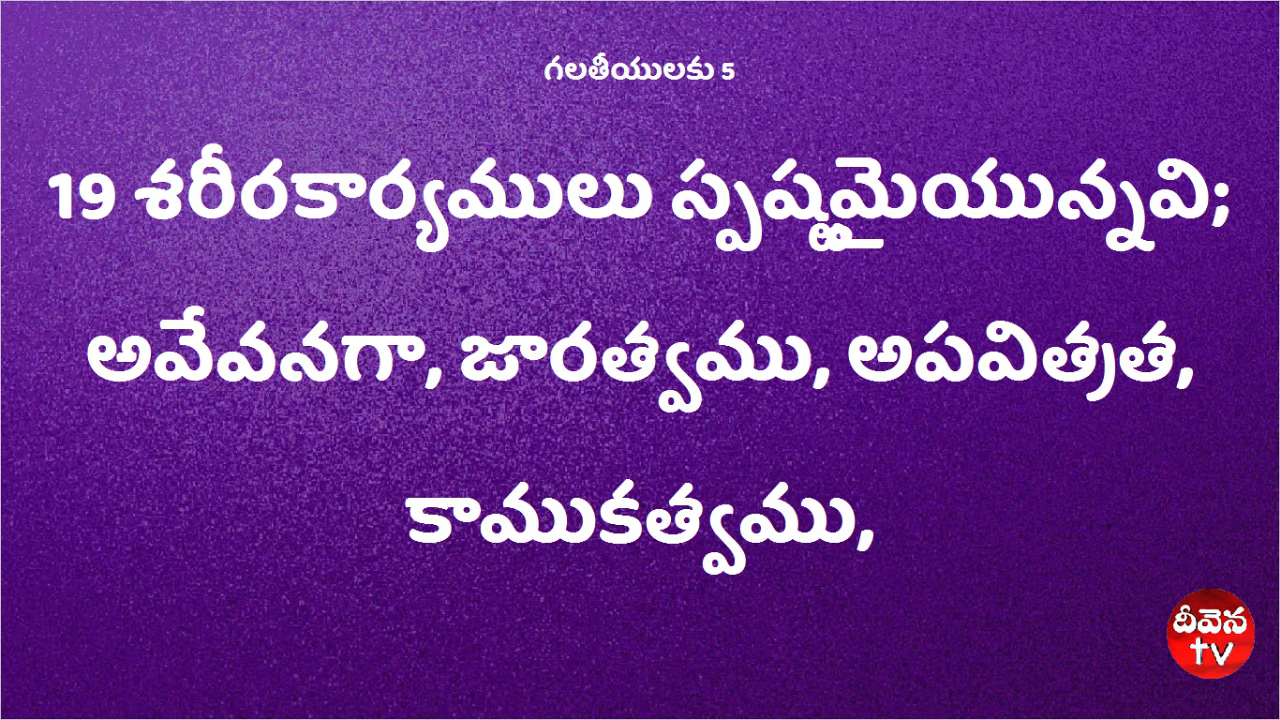 గలతీయులకు 5
19 శరీరకార్యములు స్పష్టమైయున్నవి;
అవేవనగా, జారత్వము, అపవిత్రత,
కాముకత్వము,
దీవెన
tv